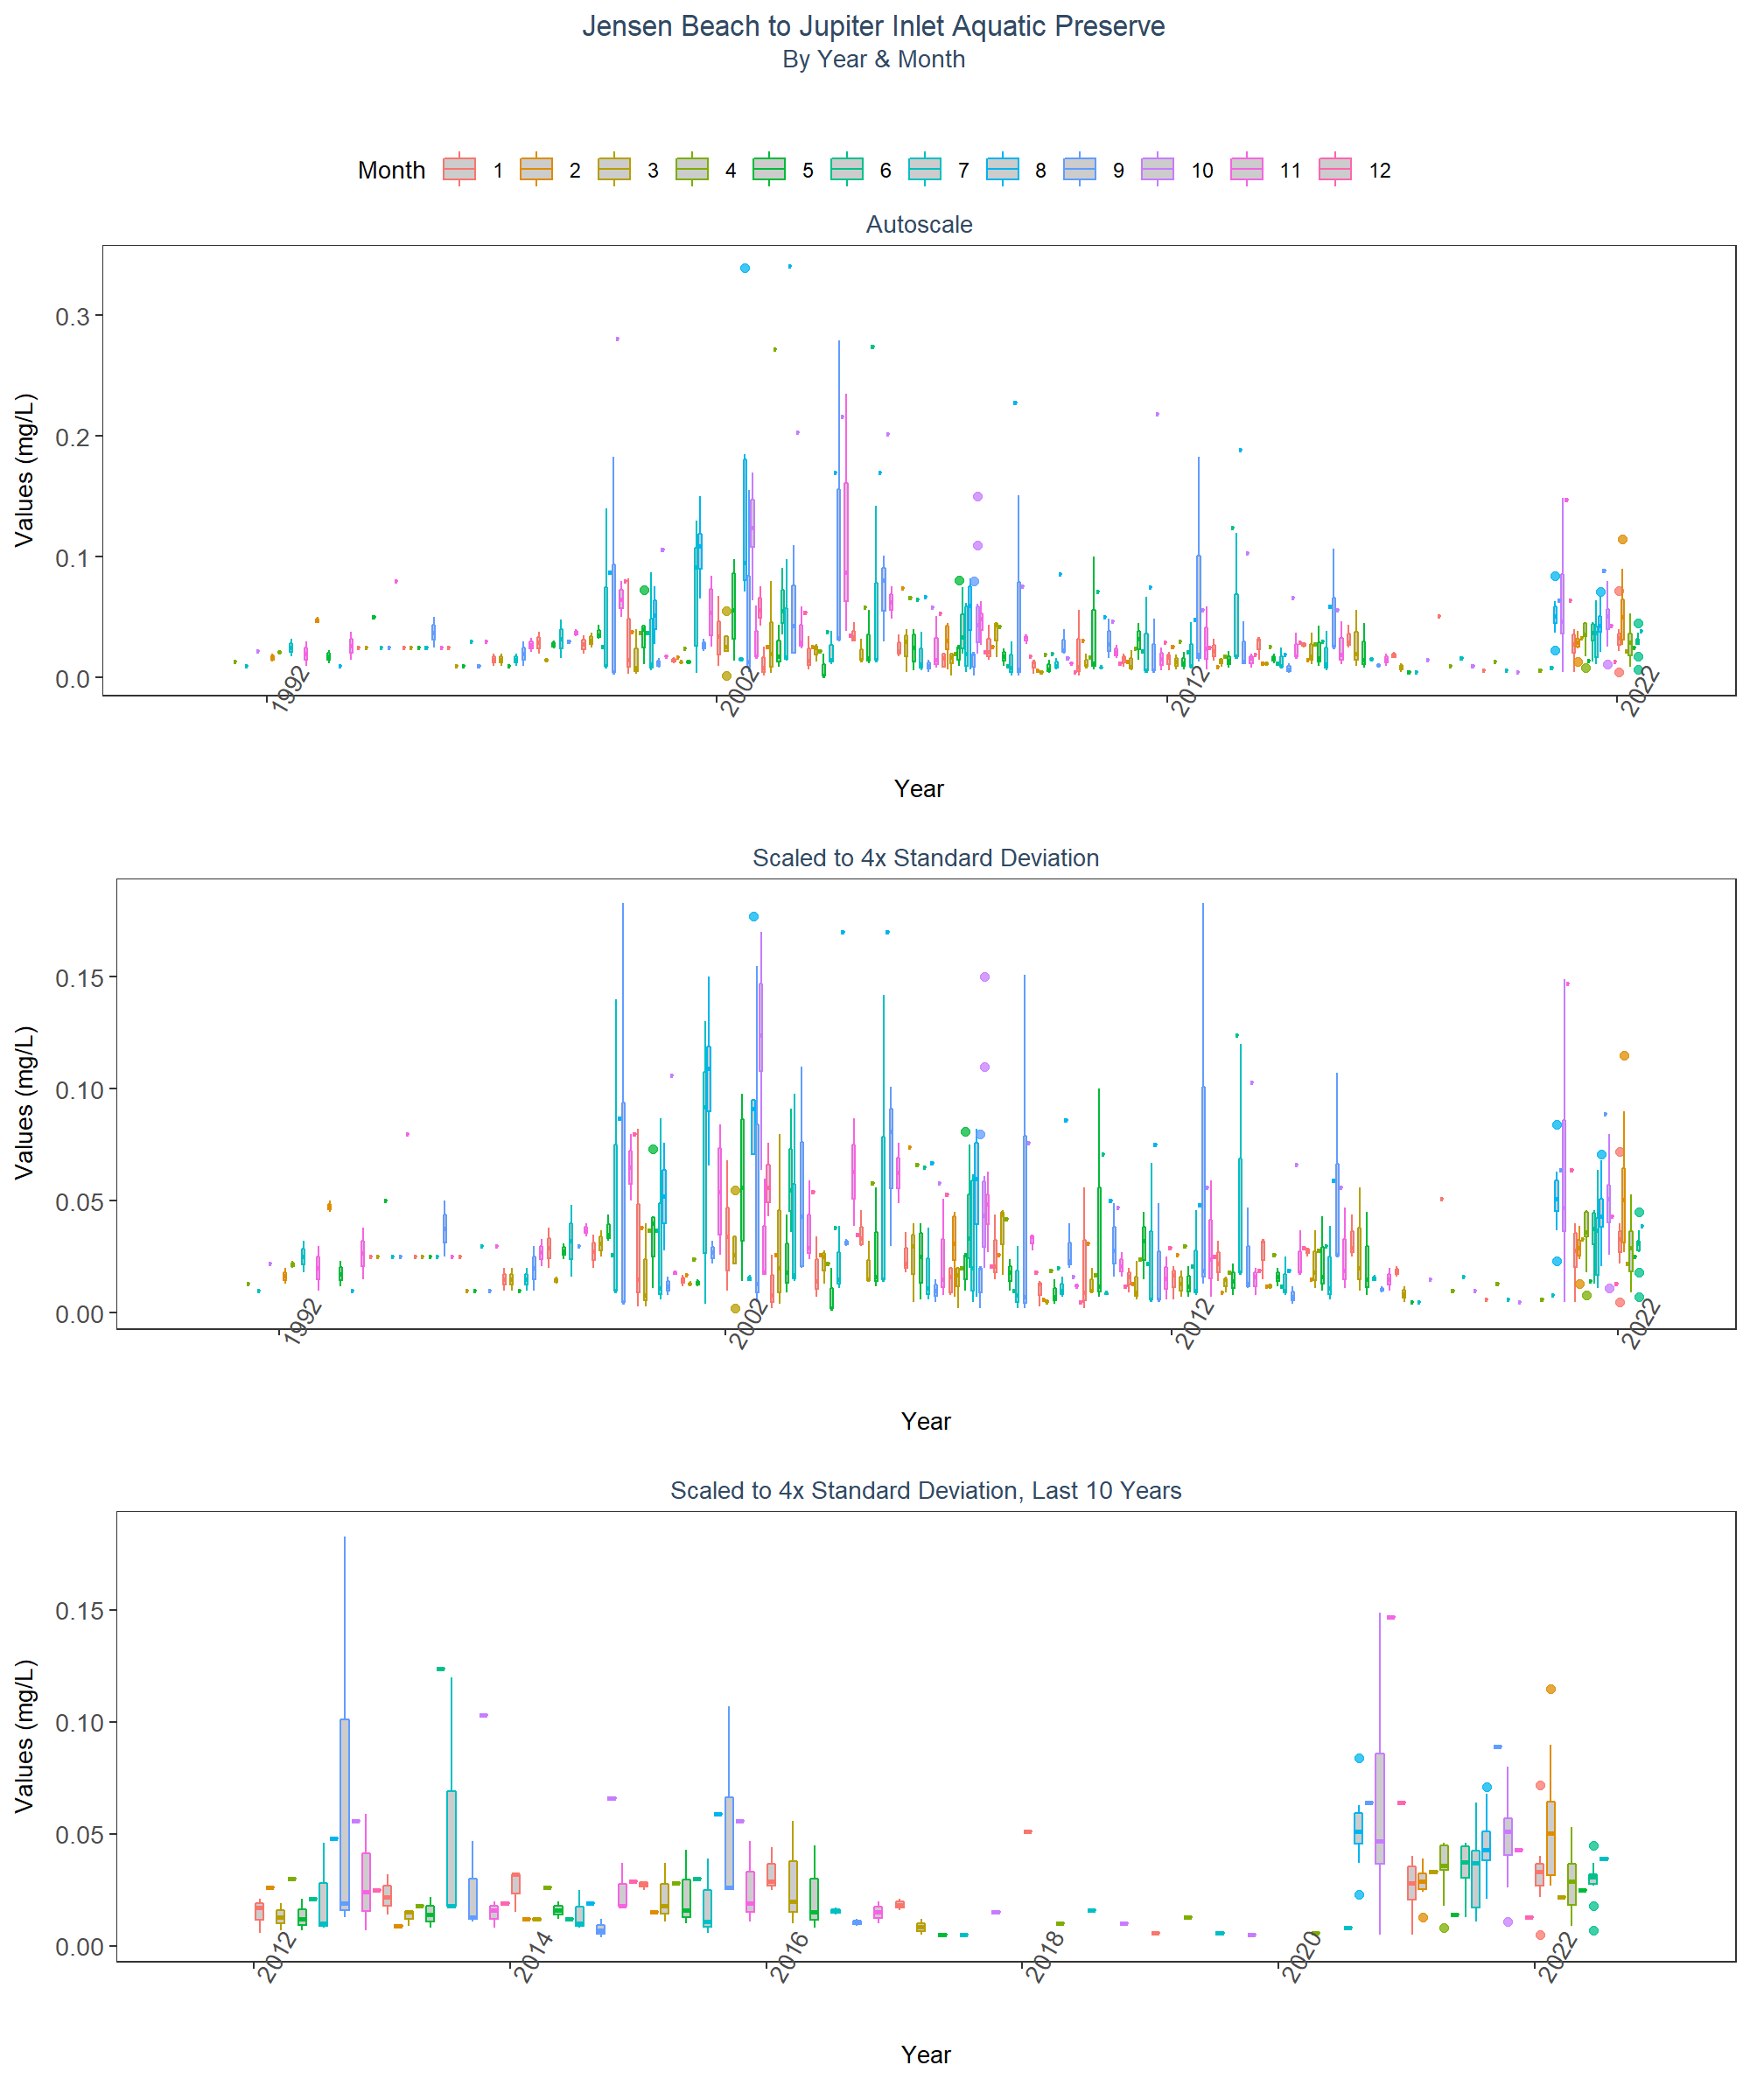 Jensen Beach to Jupiter Inlet Aquatic Preserve
By Year & Month
Month 1 2 3 4 5 6 7 8 9 10 11 12
Autoscale
Values (mg/L)
0.3
0.2
0.1
0.0
1992 2002 2012 2022
Year
Scaled to 4x Standard Deviation
Values (mg/L)
0.15
0.10
0.05
0.00
1992 2002 2012 2022
Year
Scaled to 4x Standard Deviation, Last 10 Years
Values (mg/L)
0.15
0.10
0.05
0.00
2012 2014 2016 2018 2020 2022
Year